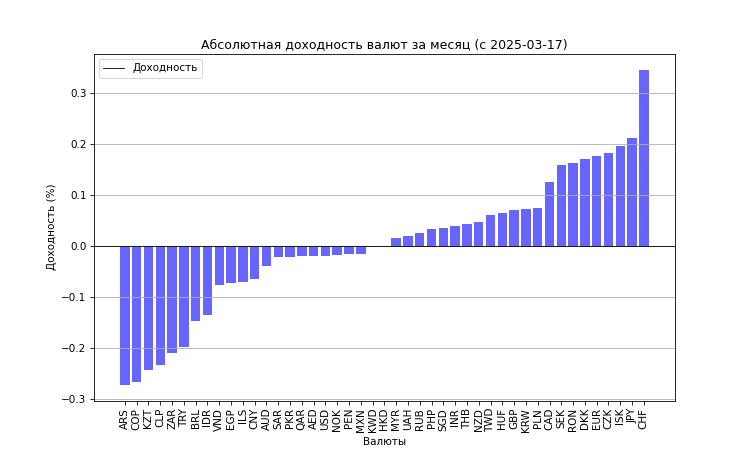 Абсолютная доходность валют за месяц (с 2025-03-17)
Доходность
Доходность (%)
0.3
0.2
0.1
0.0
−0.1
−0.2
−0.3
ARS COP KZT CLP ZAR TRY BRL IDR VND EGP ILS CNY AUD SAR PKR QAR AED USD NOK PEN MXN KWD HKD MYR UAH RUB PHP SGD INR THB NZD TWD HUF GBP KRW PLN CAD SEK RON DKK EUR CZK ISK JPY CHF
Валюты